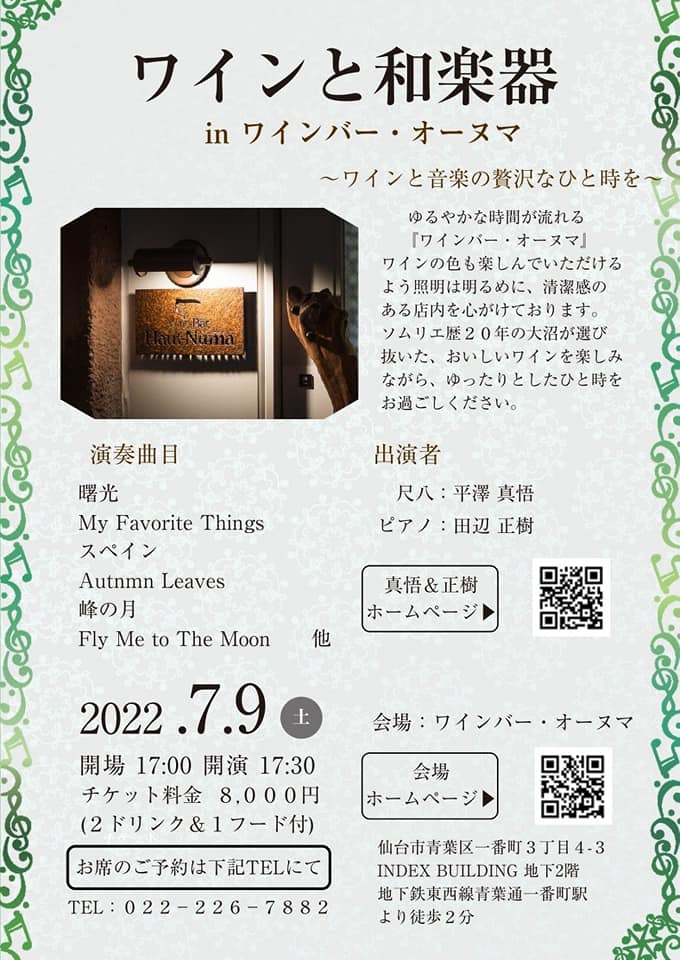 ワインと和楽器
in ワインバー・オーヌマ
～ワインと音楽の贅沢なひと時を～
Wine Bar
Haut-Numa
ゆるやかな時間が流れる
『ワインバー・オーヌマ』
ワインの色も楽しんでいただける
よう照明は明るめに、清潔感の
ある店内を心がけております。
ソムリエ歴２０年の大沼が選び
抜いた、おいしいワインを楽しみ
ながら、ゆったりとしたひと時を
お過ごしください。
演奏曲目
曙光
My Favorite Things
スペイン
Autnmn Leaves
峰の月
Fly Me to The Moon 他
出演者
尺八：平澤 真悟
ピアノ：田辺 正樹
真悟＆正樹
ホームページ▶
2022 .7.9 土
開場 17:00 開演 17:30
チケット料金 8,０００円
(２ドリンク＆１フード付)
お席のご予約は下記TELにて
TEL：０２２－２２６－７８８２
会場：ワインバー・オーヌマ
会場
ホームページ▶
仙台市青葉区一番町３丁目４-３
INDEX BUILDING 地下2階
地下鉄東西線青葉通一番町駅
より徒歩２分